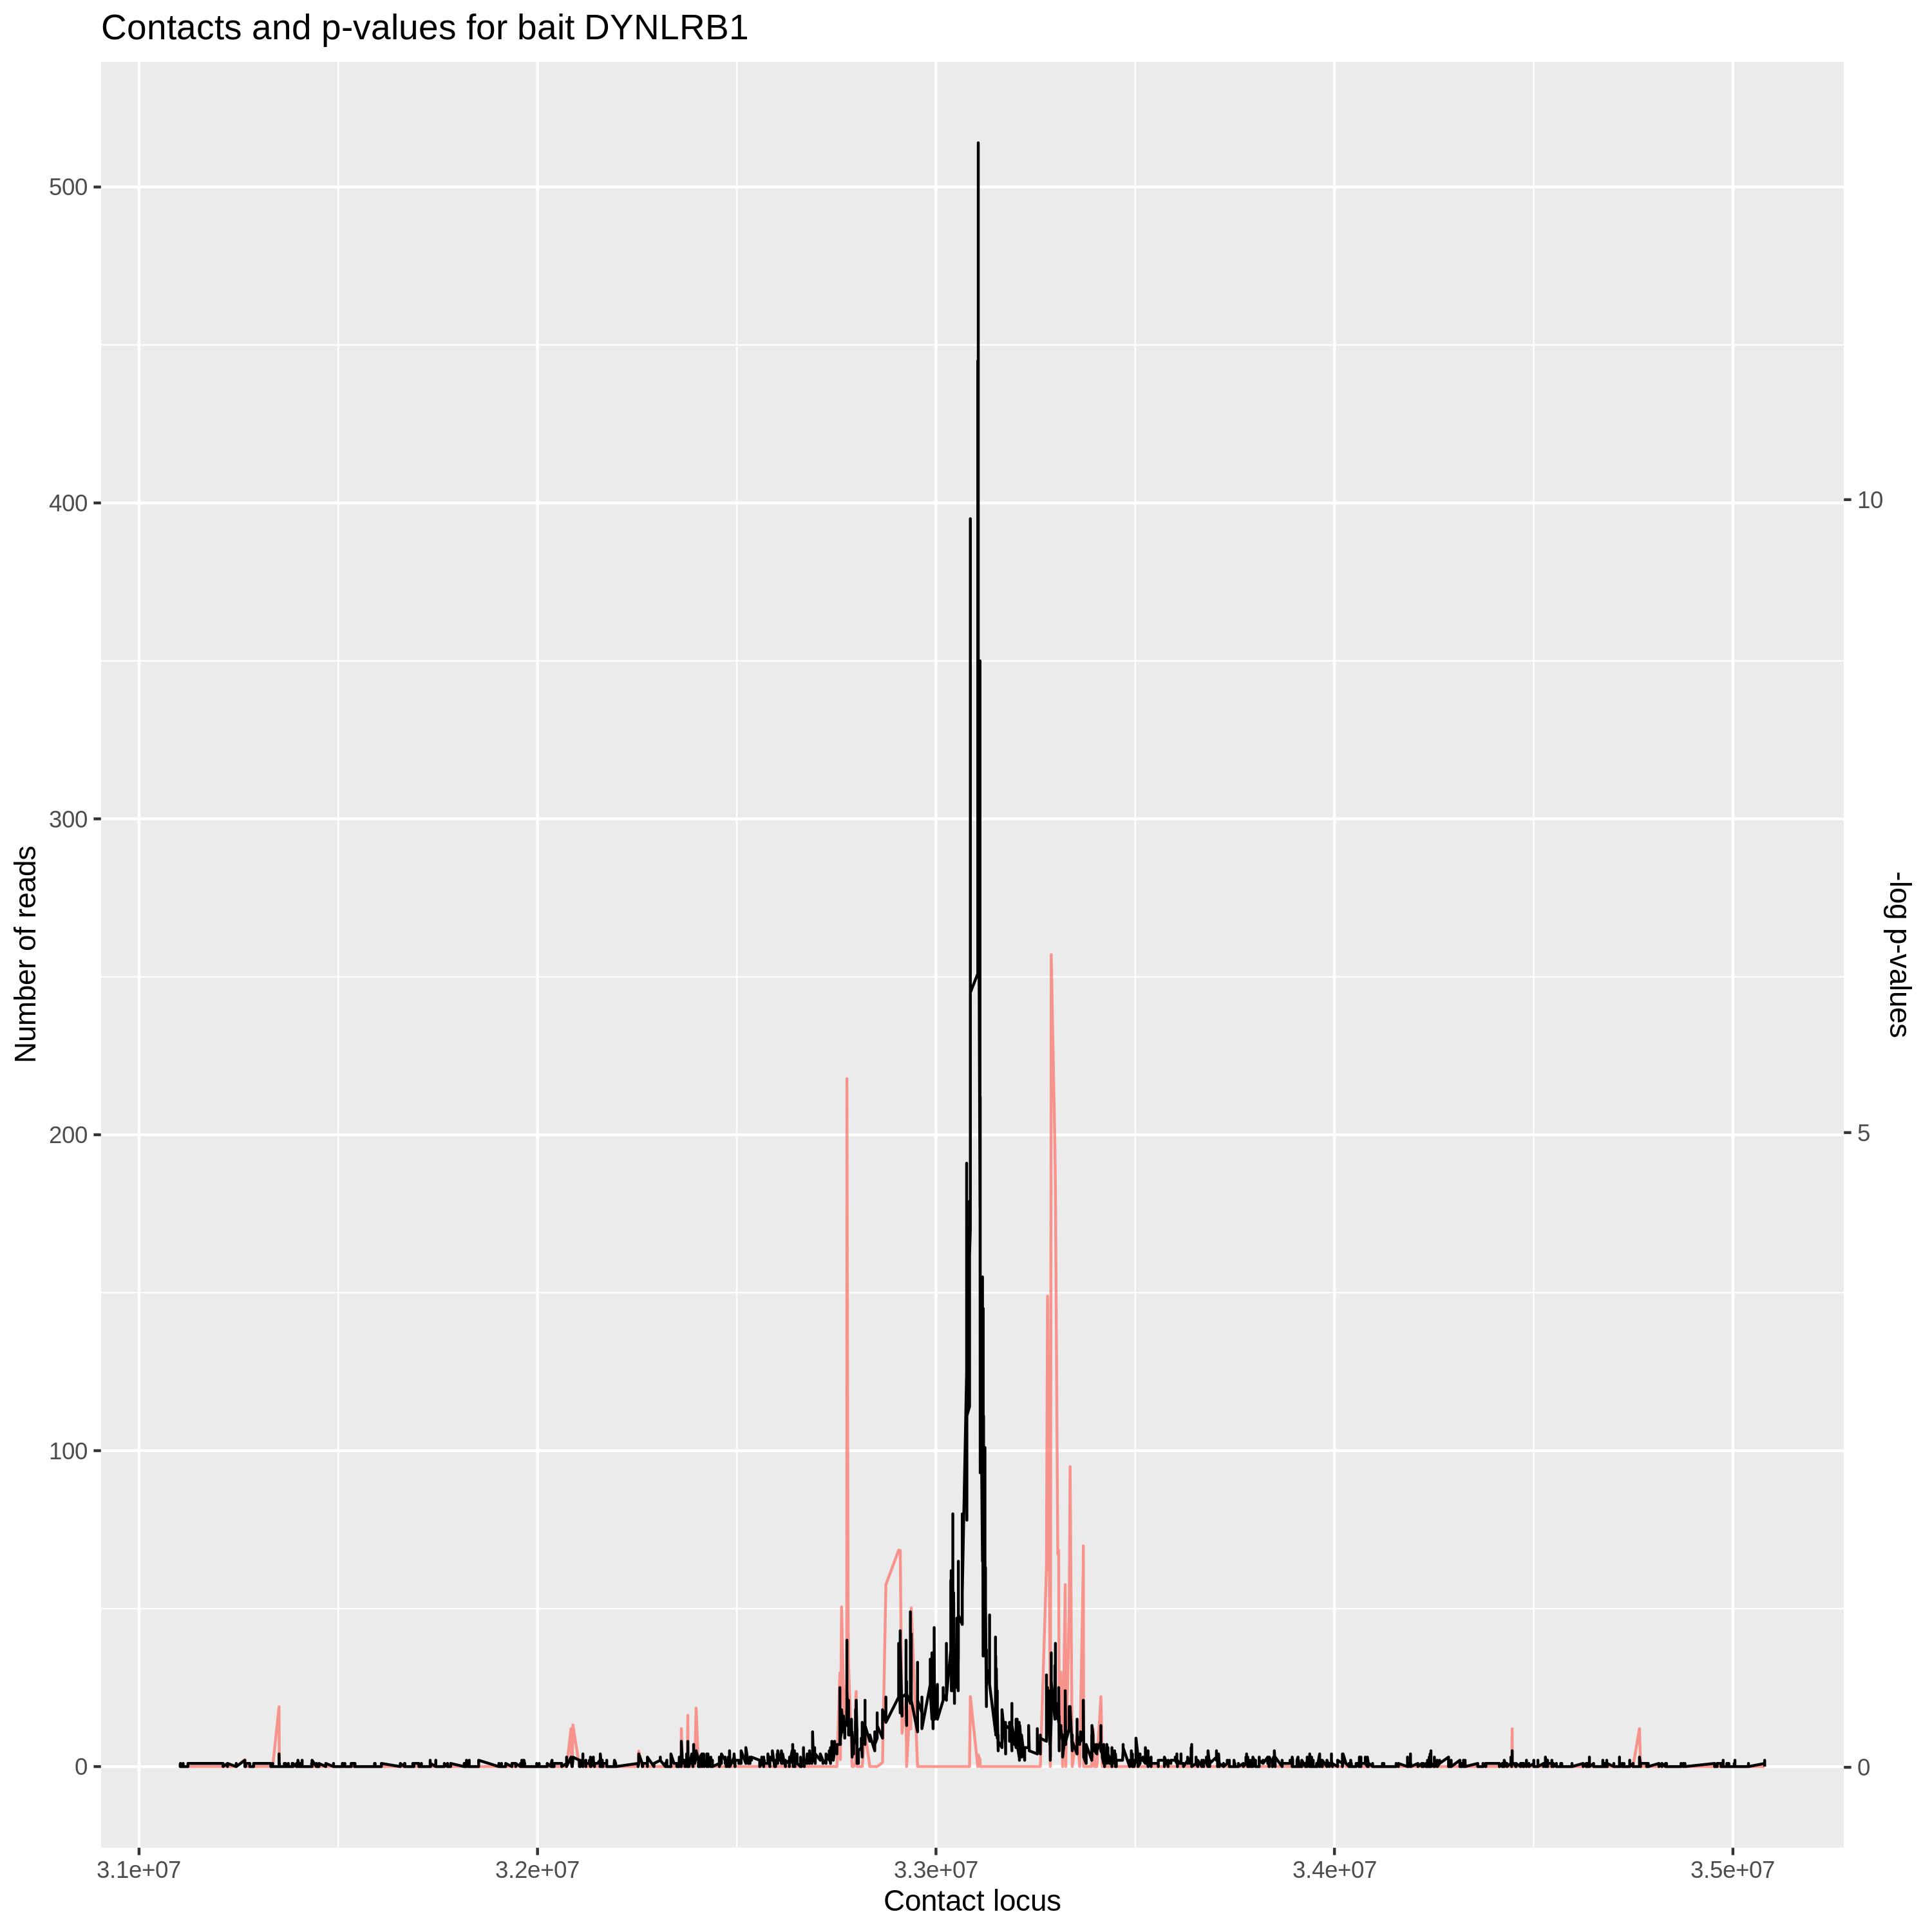 Contacts and p-values for bait DYNLRB1
500
400
300
200
100
0
Number of reads
10
5
0
-log p-values
3.1e+07
3.2e+07
3.3e+07
3.4e+07
3.5e+07
Contact locus